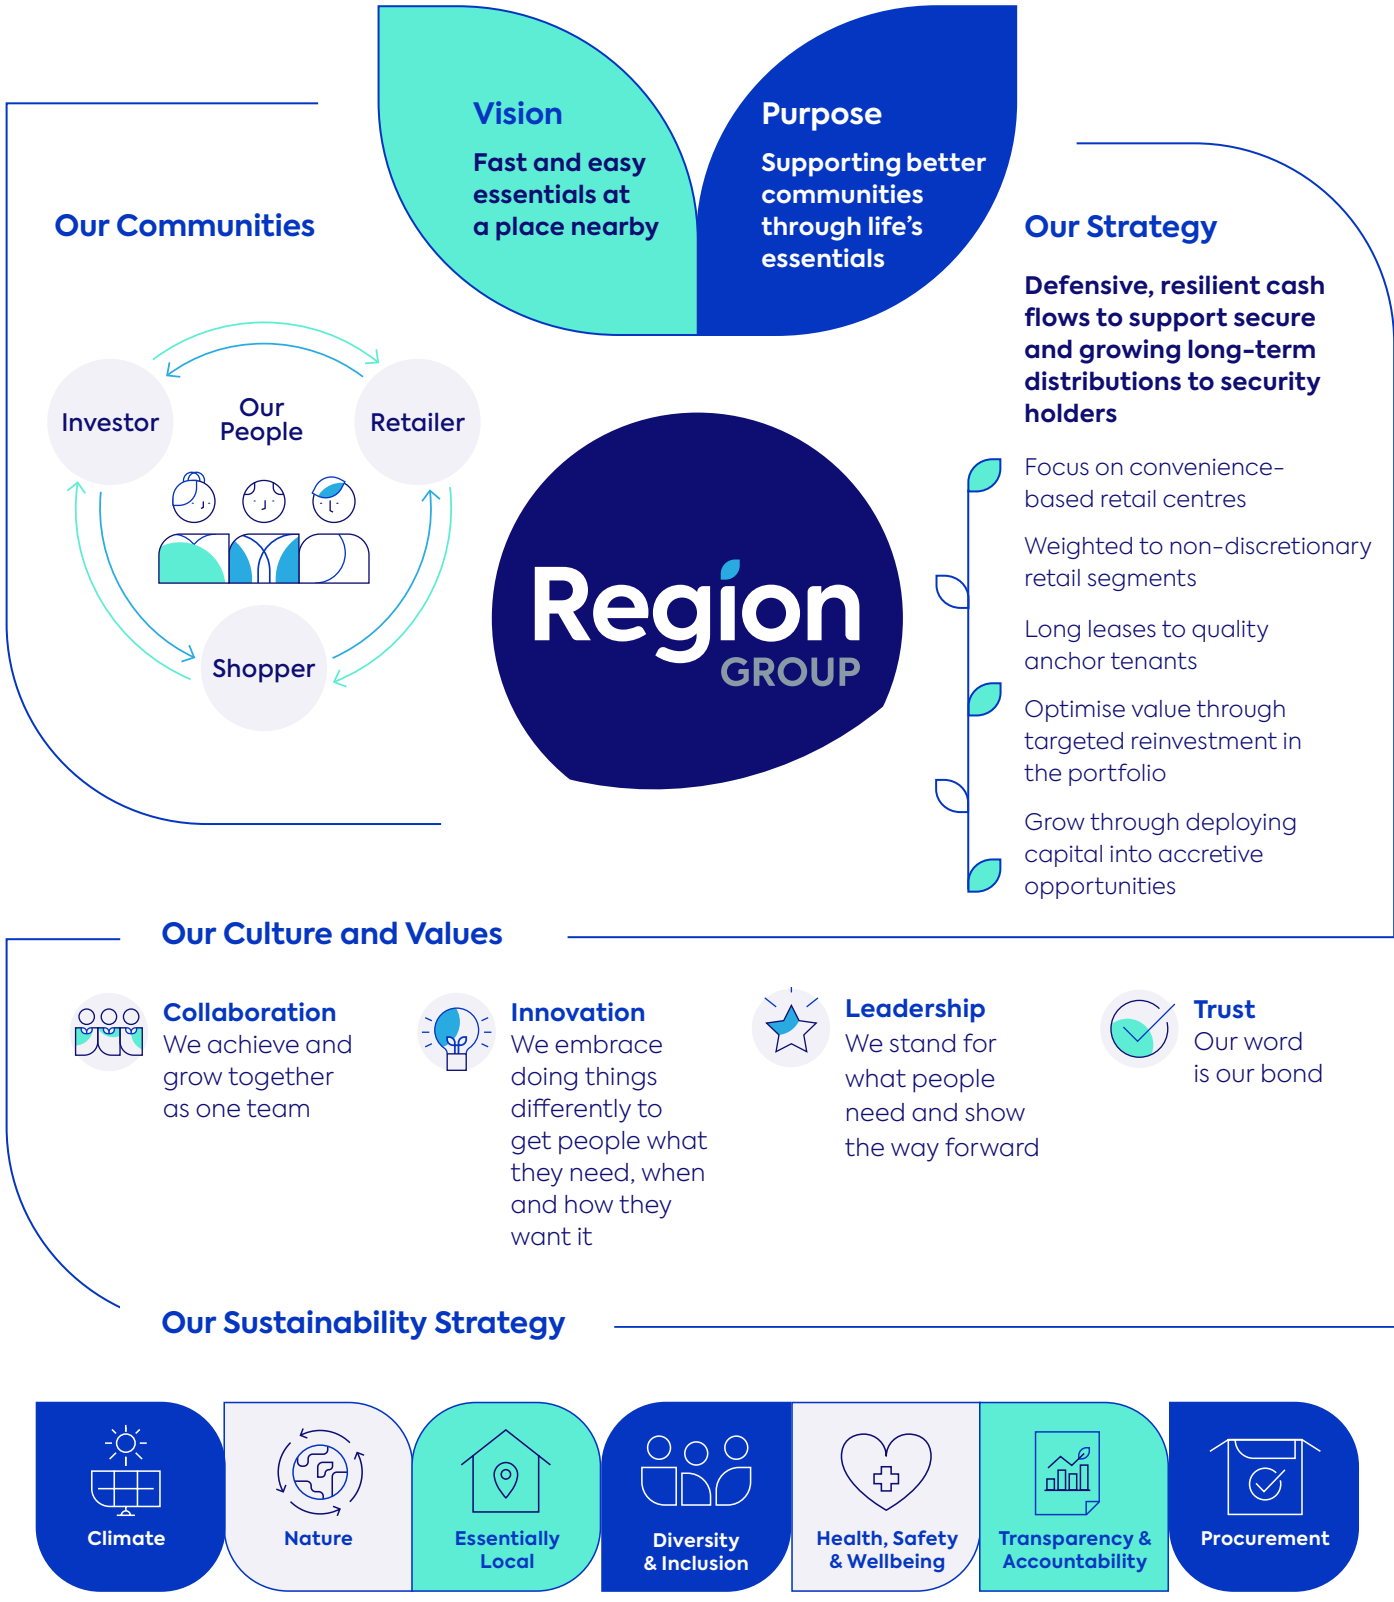 Vision
Fast and easy
essentials at
a place nearby
Purpose
Supporting better
communities
through life's
essentials
Our Communities
Investor
Our
People
Retailer
Shopper
Region
GROUP
Our Strategy
Defensive, resilient cash
flows to support secure
and growing long-term
distributions to security
holders
Focus on convenience-
based retail centres
Weighted to non-discretionary
retail segments
Long leases to quality
anchor tenants
Optimise value through
targeted reinvestment in
the portfolio
Grow through deploying
capital into accretive
opportunities
Our Culture and Values
Collaboration
We achieve and
grow together
as one team
Innovation
We embrace
doing things
differently to
get people what
they need, when
and how they
want it
Leadership
We stand for
what people
need and show
the way forward
Trust
Our word
is our bond
Our Sustainability Strategy
Climate
Nature
Essentially
Local
Diversity
& Inclusion
Health, Safety
& Wellbeing
Transparency &
Accountability
Procurement